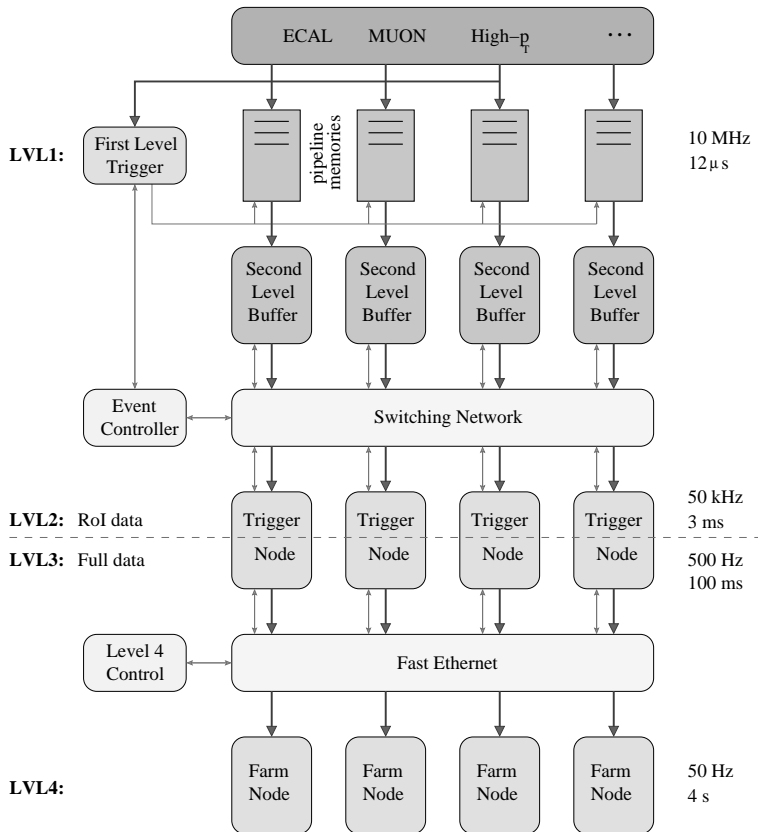 ECAL MUON High-pT ...
LVL1:
First Level
Trigger
pipeline
memories
10 MHz
12μs
Second
Level
Buffer
Second
Level
Buffer
Second
Level
Buffer
Second
Level
Buffer
Event
Controller
Switching Network
LVL2: RoI data
Trigger
Node
Trigger
Node
Trigger
Node
Trigger
Node
50 kHz
3 ms
LVL3: Full data
500 Hz
100 ms
Level 4
Control
Fast Ethernet
LVL4:
Farm
Node
Farm
Node
Farm
Node
Farm
Node
50 Hz
4 s